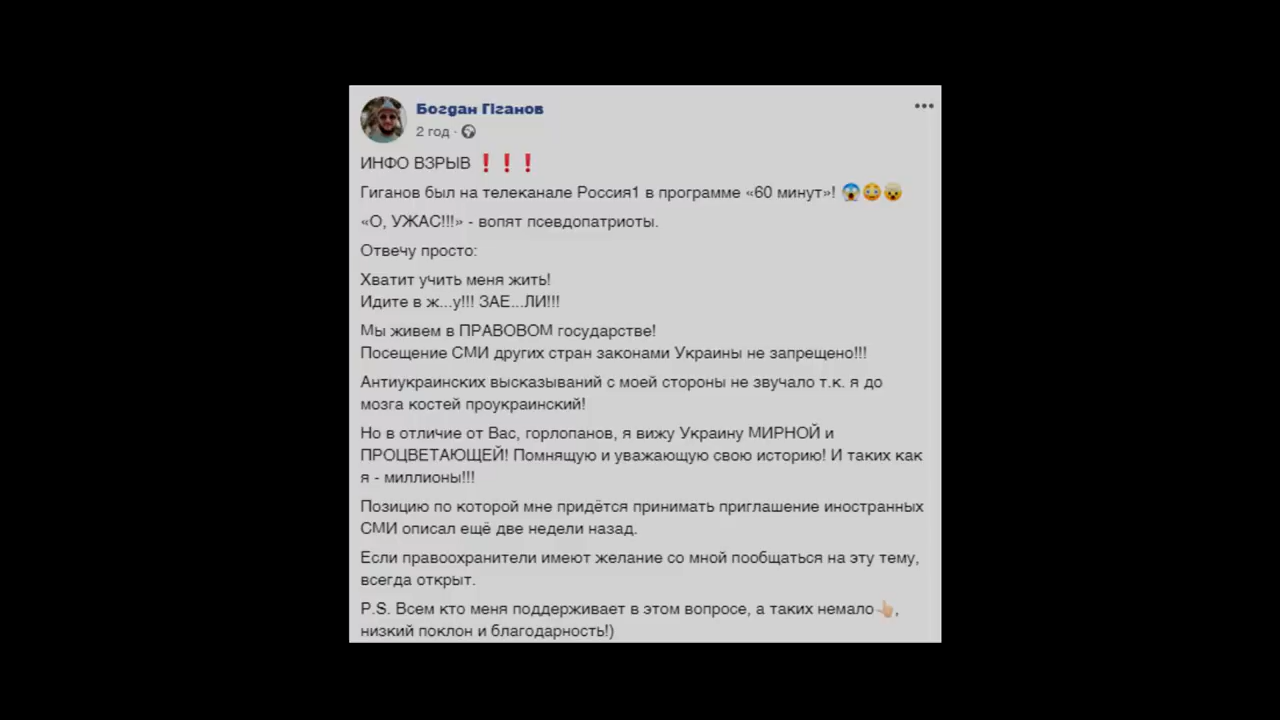 Богдан Гіганов
2 год ·
ИНФО ВЗРЫВ ❗❗❗
Гиганов был на телеканале Россия1 в программе «60 минут»! 😱😳🤯
«О, УЖАС!!!» - вопят псевдопатриоты.
Отвечу просто:
Хватит учить меня жить!
Идите в ж...у!!! ЗАЕ...ЛИ!!!
Мы живем в ПРАВОВОМ государстве!
Посещение СМИ других стран законами Украины не запрещено!!!
Антиукраинских высказываний с моей стороны не звучало т.к. я до
мозга костей проукраинский!
Но в отличие от Вас, горлопанов, я вижу Украину МИРНОЙ и
ПРОЦВЕТАЮЩЕЙ! Помнящую и уважающую свою историю! И таких как
я - миллионы!!!
Позицию по которой мне придётся принимать приглашение иностранных
СМИ описал ещё две недели назад.
Если правоохранители имеют желание со мной пообщаться на эту тему,
всегда открыт.
P.S. Всем кто меня поддерживает в этом вопросе, а таких немало👆🏼,
низкий поклон и благодарность!)